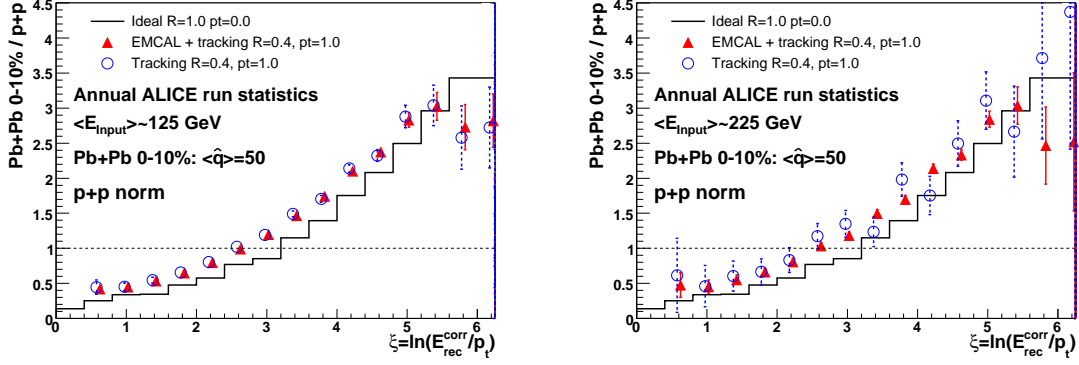 Pb+Pb 0-10% / p+p
4.5
4
3.5
3
2.5
2
1.5
1
0.5
0
Ideal R=1.0 pt=0.0
EMCAL + tracking R=0.4, pt=1.0
Tracking R=0.4, pt=1.0
Annual ALICE run statistics
<E_Input>~125 GeV
Pb+Pb 0-10%: <q̂>=50
p+p norm
0 1 2 3 4 5 6
ξ=ln(E_rec^corr/p_t)
Pb+Pb 0-10% / p+p
4.5
4
3.5
3
2.5
2
1.5
1
0.5
0
Ideal R=1.0 pt=0.0
EMCAL + tracking R=0.4, pt=1.0
Tracking R=0.4, pt=1.0
Annual ALICE run statistics
<E_Input>~225 GeV
Pb+Pb 0-10%: <q̂>=50
p+p norm
0 1 2 3 4 5 6
ξ=ln(E_rec^corr/p_t)